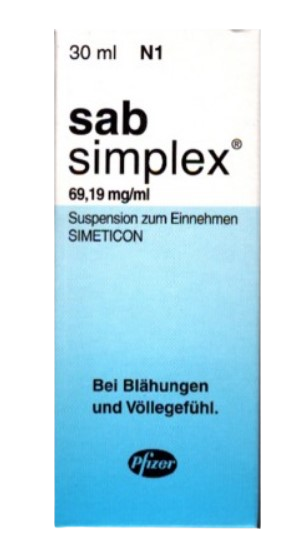 30 ml N1
sab
simplex®
69,19 mg/ml
Suspension zum Einnehmen
SIMETICON
Bei Blähungen
und Völlegefühl.
Pfizer